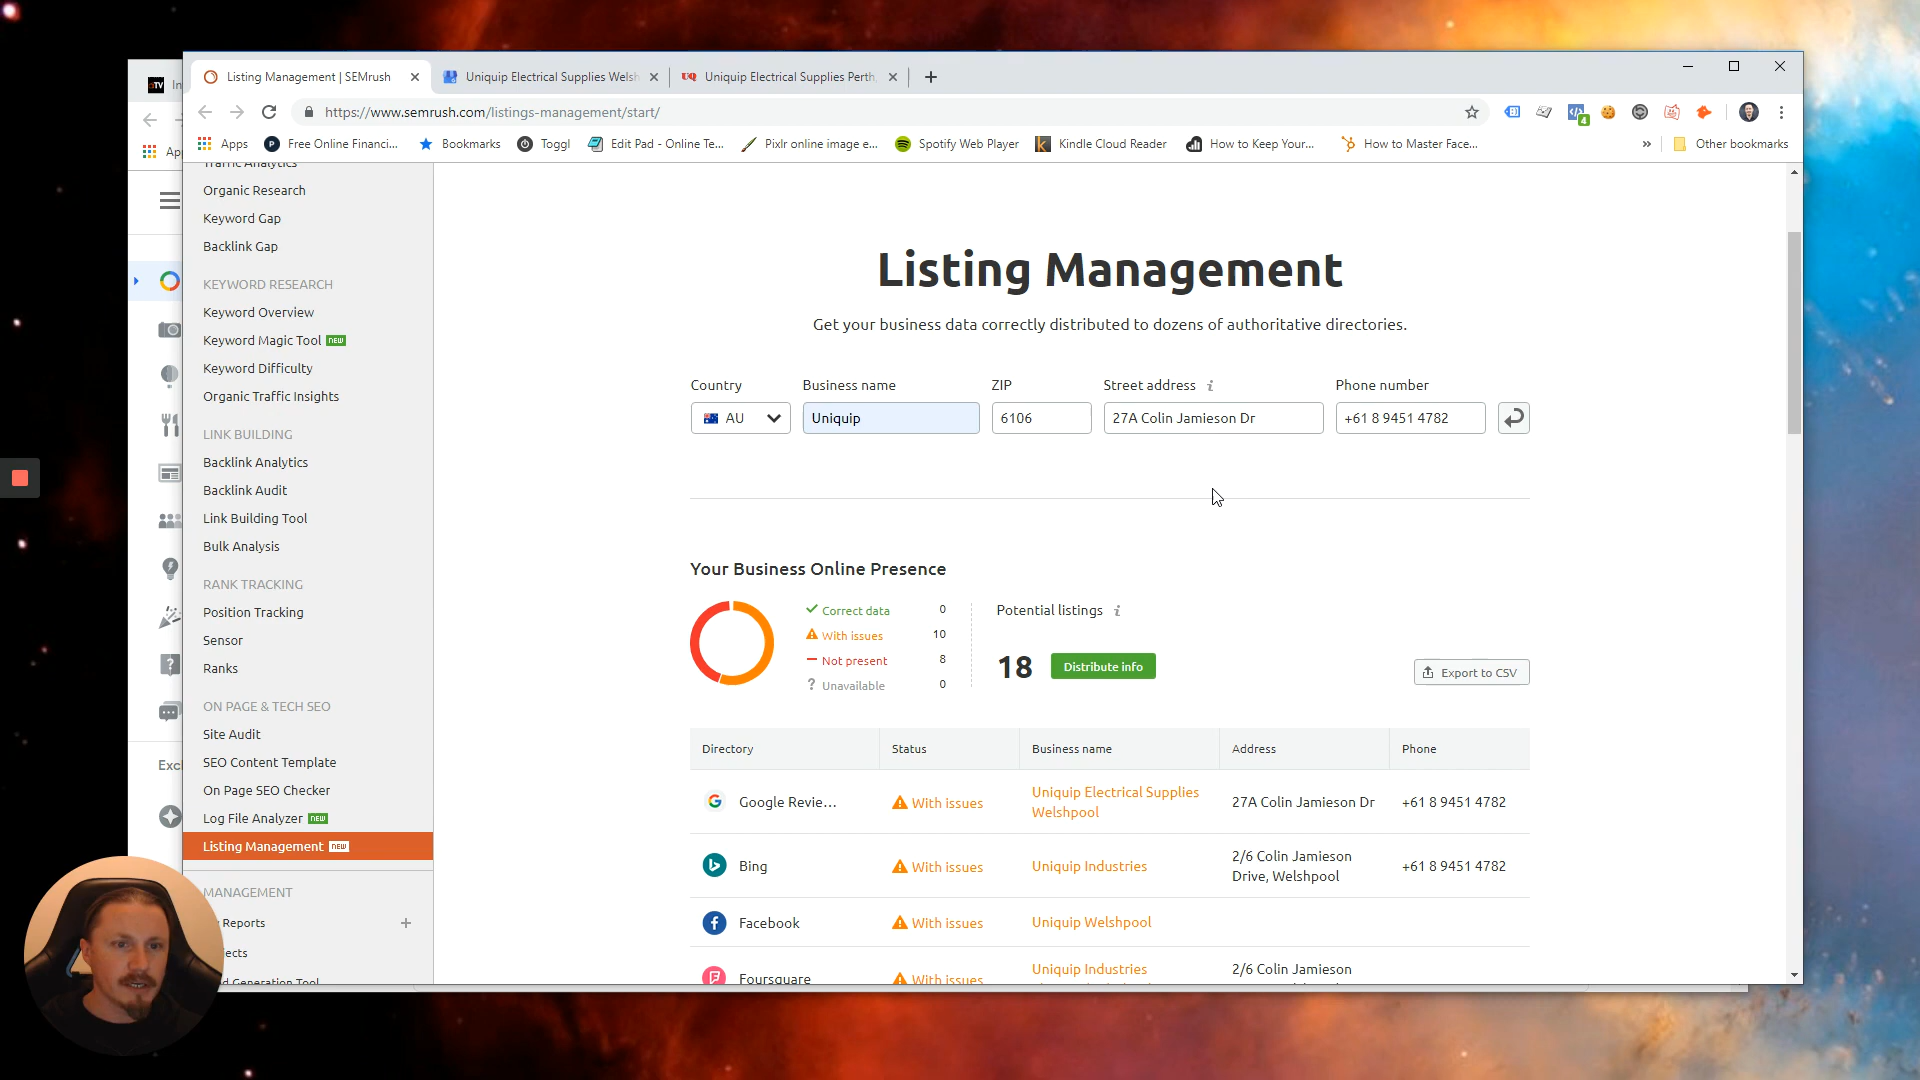 In
Listing Management | SEMrush
Uniquip Electrical Supplies Welsh
UQ
Uniquip Electrical Supplies Perth,
https://www.semrush.com/listings-management/start/
4
Apps
Free Online Financi...
Bookmarks
Toggl
Edit Pad - Online Te...
Pixlr online image e...
Spotify Web Player
Kindle Cloud Reader
How to Keep Your...
How to Master Face...
Other bookmarks
Traffic Analytics
Organic Research
Keyword Gap
Backlink Gap
KEYWORD RESEARCH
Keyword Overview
Keyword Magic Tool NEW
Keyword Difficulty
Organic Traffic Insights
LINK BUILDING
Backlink Analytics
Backlink Audit
Link Building Tool
Bulk Analysis
RANK TRACKING
Position Tracking
Sensor
Ranks
ON PAGE & TECH SEO
Site Audit
SEO Content Template
On Page SEO Checker
Log File Analyzer NEW
Listing Management NEW
MANAGEMENT
Reports
Generation Tool
Listing Management
Get your business data correctly distributed to dozens of authoritative directories.
Country
Business name
ZIP
Street address i
Phone number
AU
Uniquip
6106
27A Colin Jamieson Dr
+61 8 9451 4782
Your Business Online Presence
Correct data 0
With issues 10
Not present 8
Unavailable 0
Potential listings i
18
Distribute info
Export to CSV
Directory
Status
Business name
Address
Phone
Google Revie...
With issues
Uniquip Electrical Supplies
Welshpool
27A Colin Jamieson Dr
+61 8 9451 4782
Bing
With issues
Uniquip Industries
2/6 Colin Jamieson
Drive, Welshpool
+61 8 9451 4782
Facebook
With issues
Uniquip Welshpool
Foursquare
With issues
Uniquip Industries
2/6 Colin Jamieson